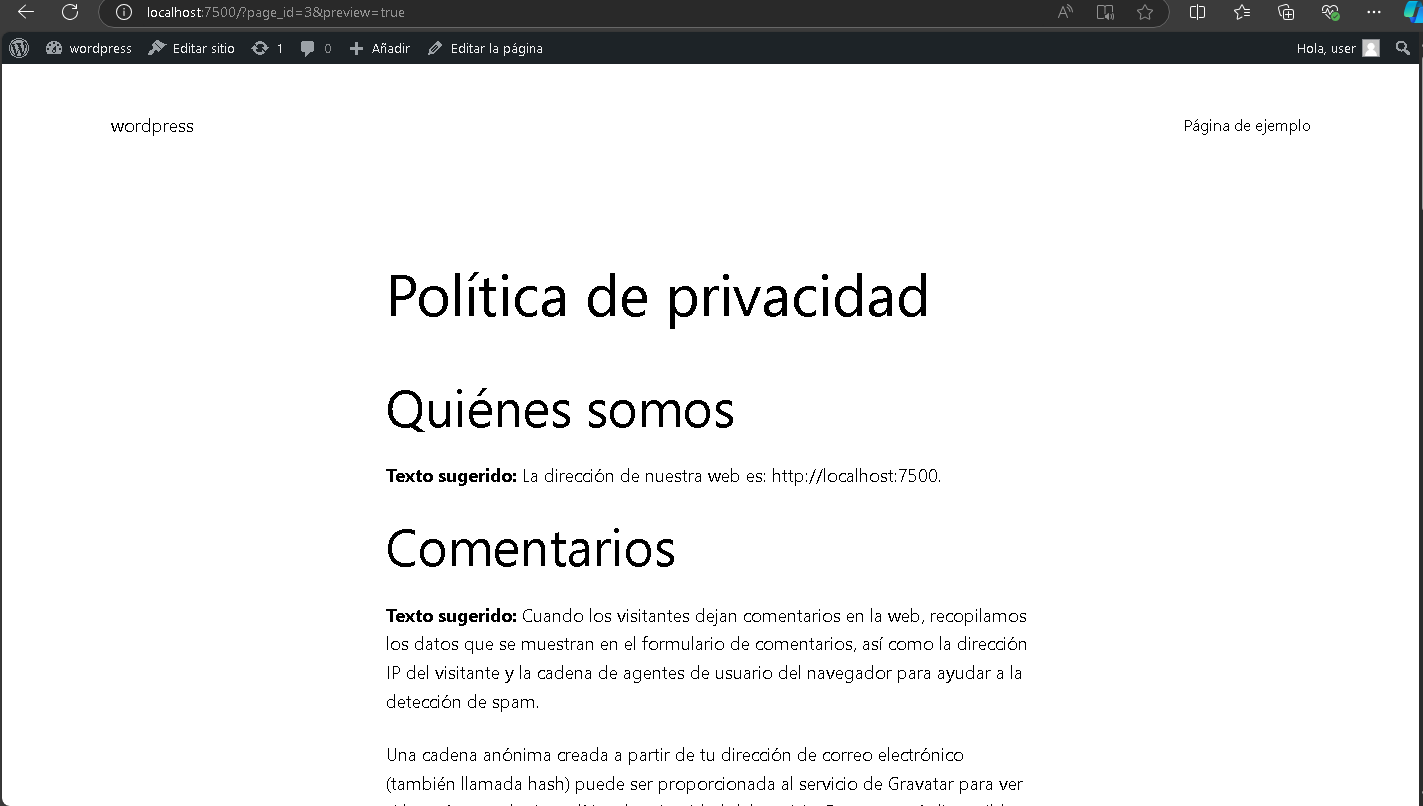 localhost:7500/?page_id=3&preview=true
wordpress Editar sitio 1 0 Añadir Editar la página Hola, user
wordpress Página de ejemplo
Política de privacidad
Quiénes somos
Texto sugerido: La dirección de nuestra web es: http://localhost:7500.
Comentarios
Texto sugerido: Cuando los visitantes dejan comentarios en la web, recopilamos
los datos que se muestran en el formulario de comentarios, así como la dirección
IP del visitante y la cadena de agentes de usuario del navegador para ayudar a la
detección de spam.
Una cadena anónima creada a partir de tu dirección de correo electrónico
(también llamada hash) puede ser proporcionada al servicio de Gravatar para ver